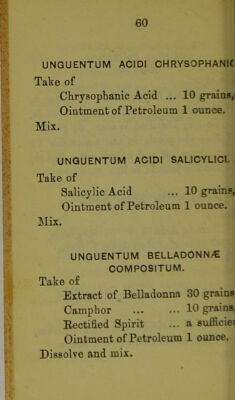 60
UNGUENTUM ACIDI CHRYSOPHANIC
Take of
Chrysophanic Acid ... 10 grains,
Ointment of Petroleum 1 ounce.
Mix.
UNGUENTUM ACIDI SALICYLICI.
Take of
Salicylic Acid ... 10 grains,
Ointment of Petroleum 1 ounce.
Mix.
UNGUENTUM BELLADONNÆ
COMPOSITUM.
Take of
Extract of Belladonna 30 grains
Camphor ... ... 10 grains,
Rectified Spirit ... a sufficie
Ointment of Petroleum 1 ounce.
Dissolve and mix.